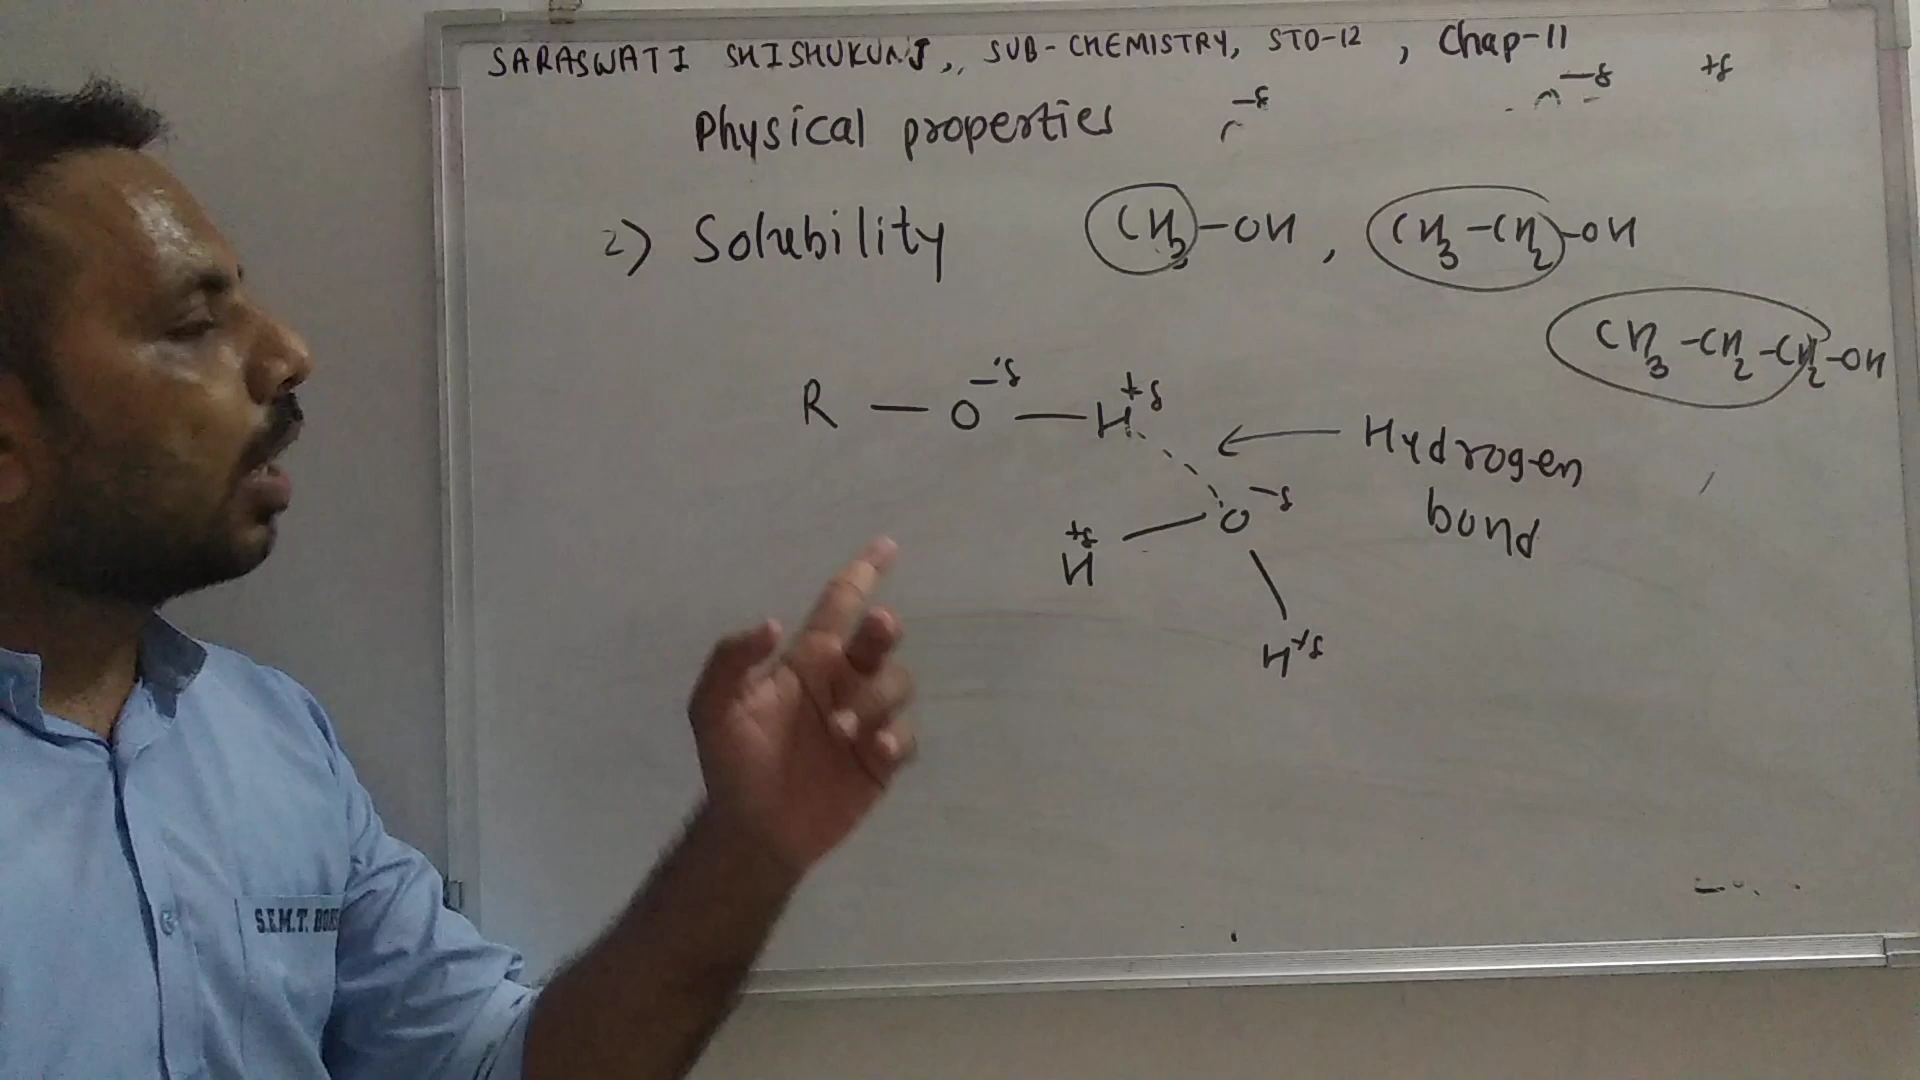 SARASWATI SHISHUKUNJ,, SUB-CHEMISTRY, STD-12, Chap-11
−δ +δ
Physical properties −δ
2) Solubility CH3-OH, CH3-CH2-OH
CH3-CH2-CH2-OH
−δ +δ
R — O — H
Hydrogen
bond
−δ
O
+δ
H
H+δ
S.E.M.T.